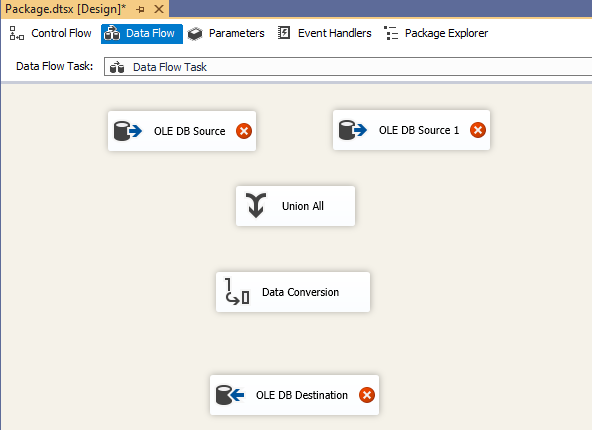 Package.dtsx [Design]*
Control Flow Data Flow Parameters Event Handlers Package Explorer
Data Flow Task: Data Flow Task
OLE DB Source OLE DB Source 1
Union All
Data Conversion
OLE DB Destination